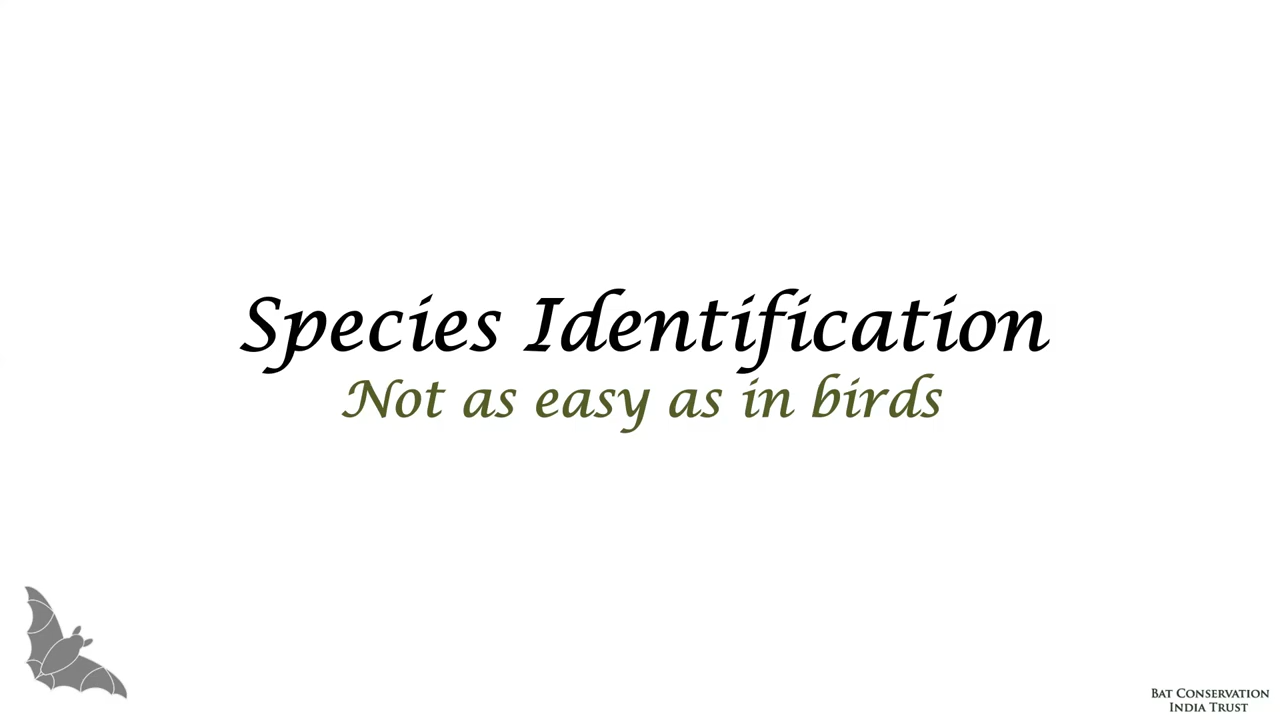 Species Identification
Not as easy as in birds
BAT CONSERVATION
INDIA TRUST